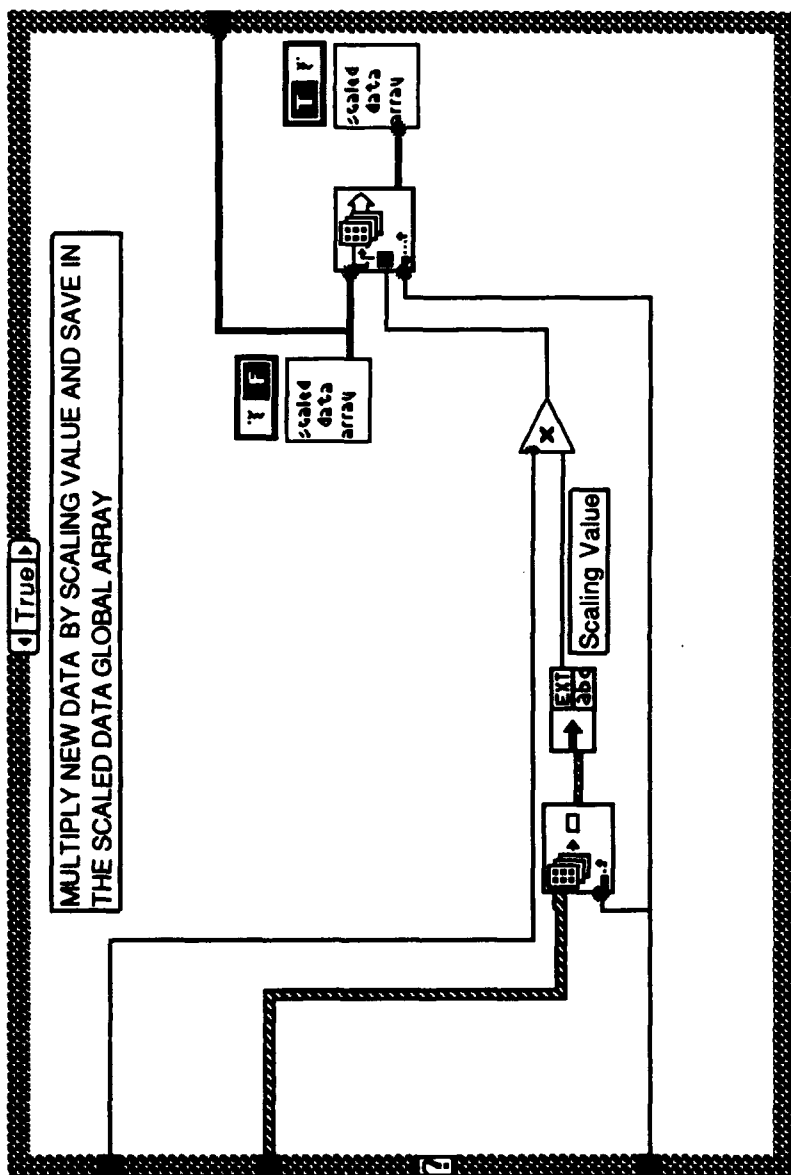 True
MULTIPLY NEW DATA BY SCALING VALUE AND SAVE IN
THE SCALED DATA GLOBAL ARRAY
F
scaled
data
array
T
scaled
data
array
x
EXT
abc
Scaling Value
?